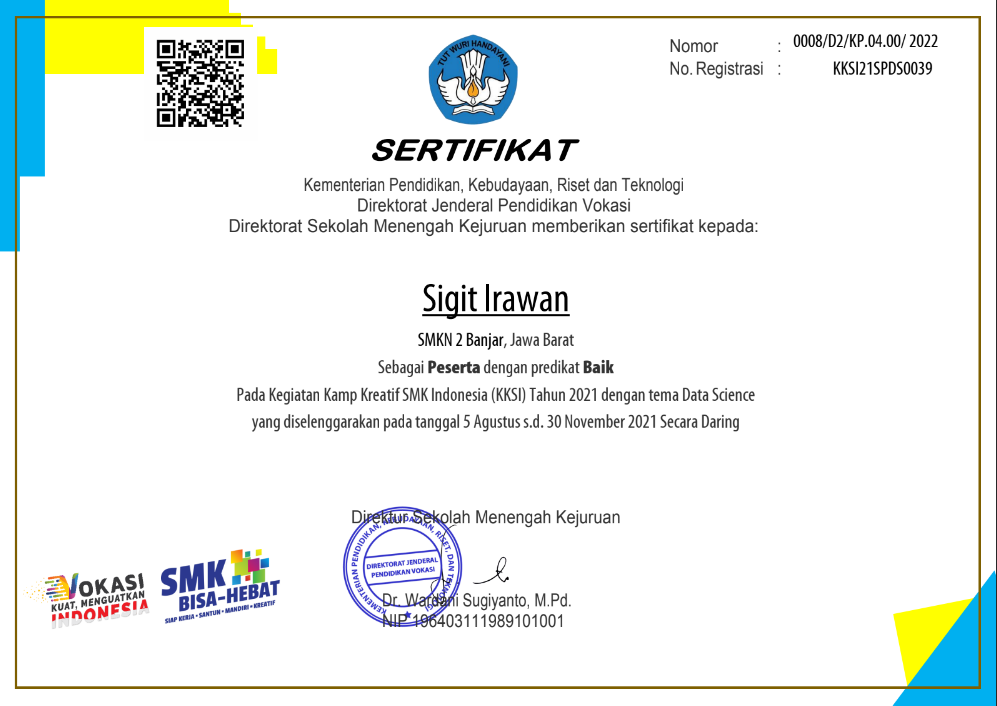 TUT WURI HANDAYANI
Nomor : 0008/D2/KP.04.00/ 2022
No. Registrasi : KKSI21SPDS0039
SERTIFIKAT
Kementerian Pendidikan, Kebudayaan, Riset dan Teknologi
Direktorat Jenderal Pendidikan Vokasi
Direktorat Sekolah Menengah Kejuruan memberikan sertifikat kepada:
Sigit Irawan
SMKN 2 Banjar, Jawa Barat
Sebagai Peserta dengan predikat Baik
Pada Kegiatan Kamp Kreatif SMK Indonesia (KKSI) Tahun 2021 dengan tema Data Science
yang diselenggarakan pada tanggal 5 Agustus s.d. 30 November 2021 Secara Daring
Direktur Sekolah Menengah Kejuruan
KEMENTERIAN PENDIDIKAN, KEBUDAYAAN, RISET, DAN TEKNOLOGI
DIREKTORAT JENDERAL
PENDIDIKAN VOKASI
Dr. Wardani Sugiyanto, M.Pd.
NIP 196403111989101001
VOKASI
KUAT, MENGUATKAN
INDONESIA
SMK
BISA-HEBAT
SIAP KERJA • SANTUN • MANDIRI • KREATIF